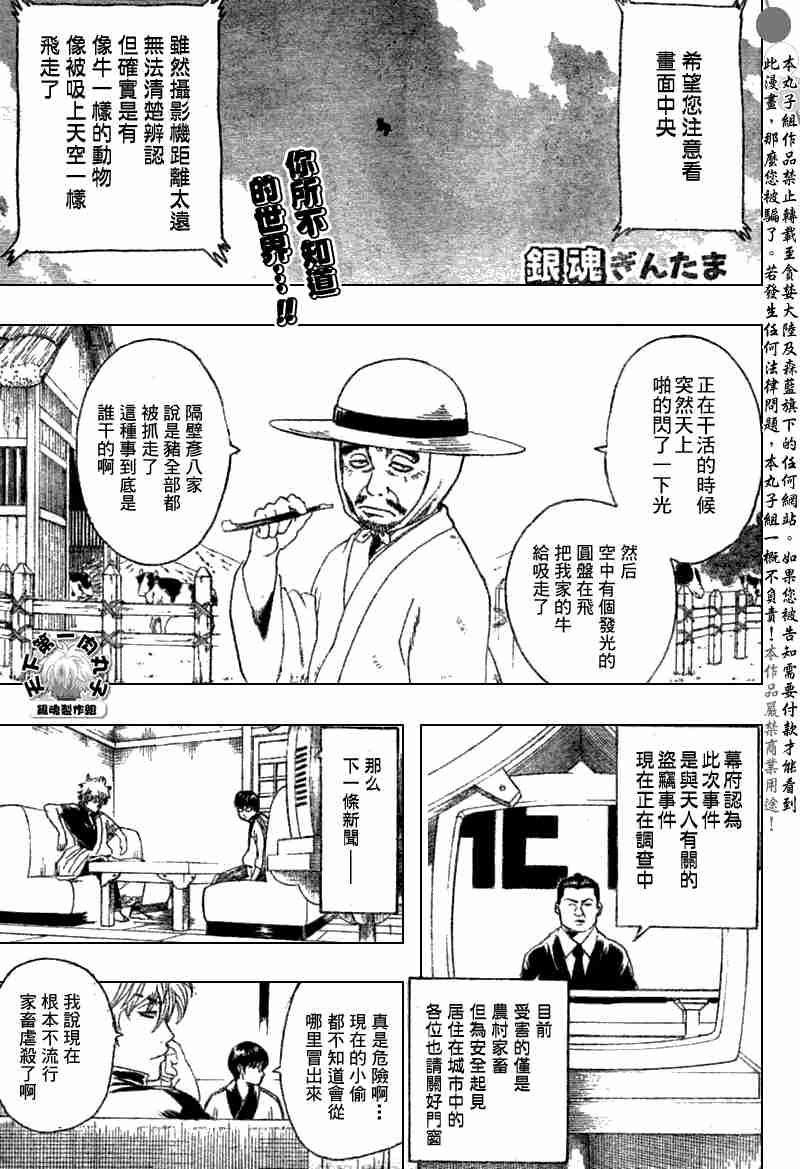 希望您注意看
畫面中央
雖然攝影機距離太遠
無法清楚辨認
但確實是有
像牛一樣的動物
像被吸上天空一樣
飛走了
你所不知道
的世界…!!
銀魂ぎんたま
正在干活的時候
突然天上
啪的閃了一下光
然后
空中有個發光的
圓盤在飛
把我家的牛
給吸走了
隔壁彥八家
說是豬全部都
被抓走了
這種事到底是
誰干的啊
天下第一肉丸子
銀魂製作組
幕府認為
此次事件
是與天人有關的
盜竊事件
現在正在調查中
目前
受害的僅是
農村家畜
但為安全起見
居住在城市中的
各位也請關好門窗
那么
下一條新聞—
真是危險啊…
現在的小偷
都不知道會從
哪里冒出來
我說現在
根本不流行
家畜虐殺了啊
本丸子組作品禁止轉載至貪婪大陸及森藍旗下的任何網站。如果您被告知需要付款才能看到
此漫畫，那麼您被騙了。若發生任何法律問題，本丸子組一概不負責！本作品嚴禁商業用途！